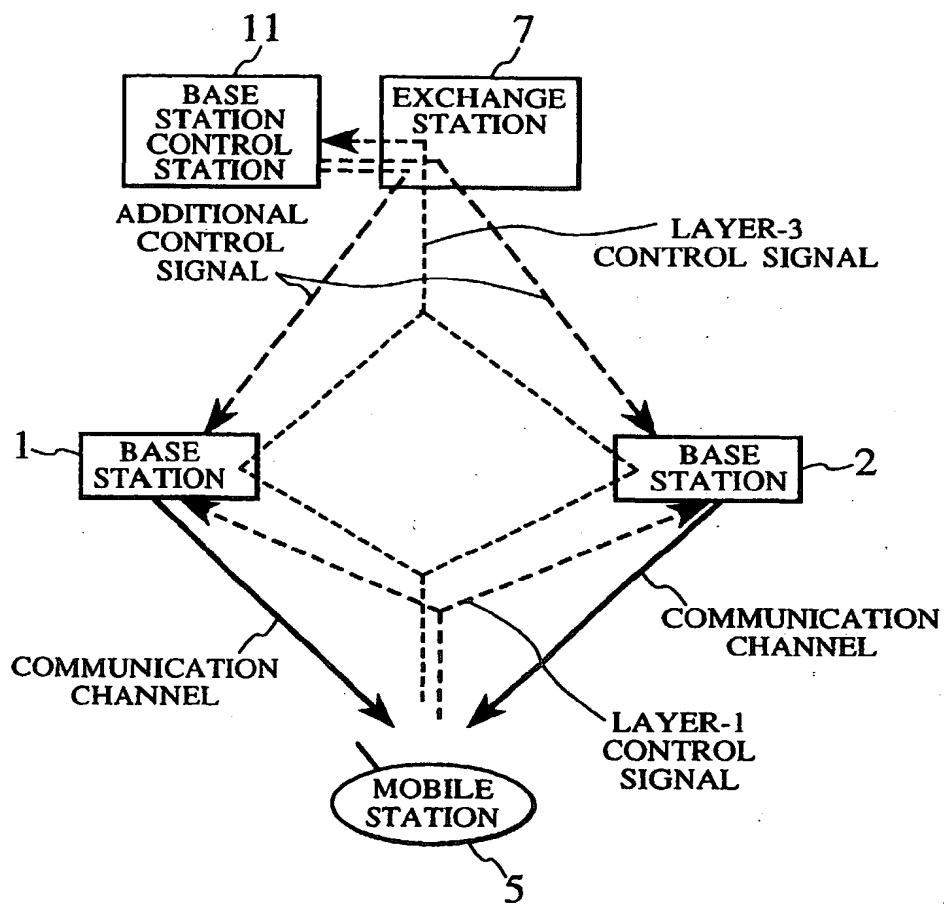 11
7
BASE
STATION
CONTROL
STATION
EXCHANGE
STATION
ADDITIONAL
CONTROL
SIGNAL
LAYER-3
CONTROL SIGNAL
1
BASE
STATION
BASE
STATION
2
COMMUNICATION
CHANNEL
COMMUNICATION
CHANNEL
LAYER-1
CONTROL
SIGNAL
MOBILE
STATION
5